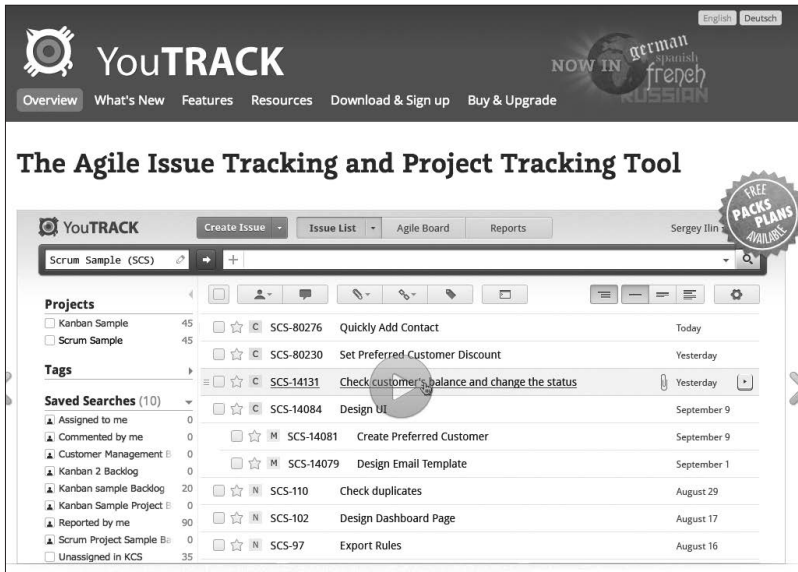 English Deutsch
YouTRACK
NOW IN german spanish french RUSSIAN
Overview What's New Features Resources Download & Sign up Buy & Upgrade
The Agile Issue Tracking and Project Tracking Tool
FREE PACKS PLANS AVAILABLE
YouTRACK Create Issue Issue List Agile Board Reports Sergey Ilin
Scrum Sample (SCS)
Projects
Kanban Sample 45
Scrum Sample 45
Tags
Saved Searches (10)
Assigned to me 0
Commented by me 0
Customer Management B 0
Kanban 2 Backlog 0
Kanban sample Backlog 20
Kanban Sample Project B 0
Reported by me 90
Scrum Project Sample Ba 0
Unassigned in KCS 35
C SCS-80276 Quickly Add Contact Today
C SCS-80230 Set Preferred Customer Discount Yesterday
C SCS-14131 Check customer's balance and change the status Yesterday
C SCS-14084 Design UI September 9
M SCS-14081 Create Preferred Customer September 9
M SCS-14079 Design Email Template September 1
N SCS-110 Check duplicates August 29
N SCS-102 Design Dashboard Page August 17
N SCS-97 Export Rules August 16